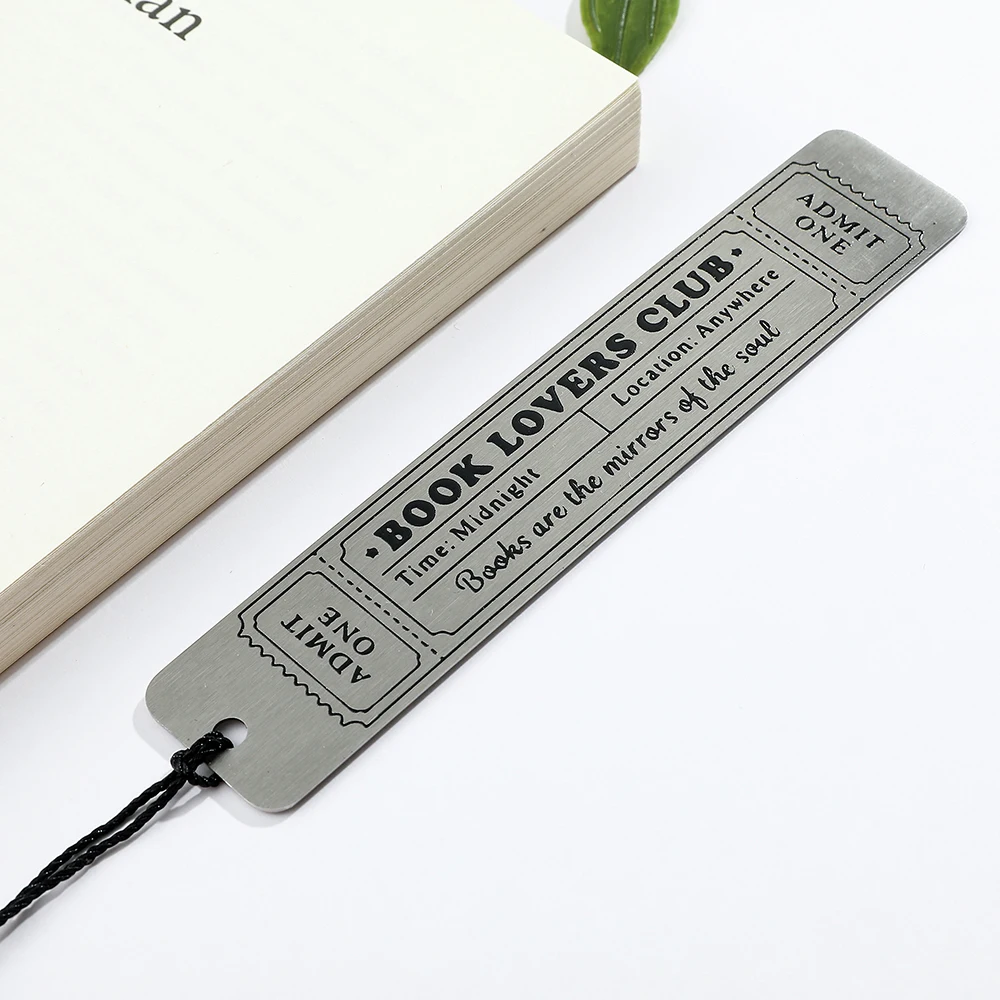 ADMIT
ONE
BOOK LOVERS CLUB
Time: Midnight
Location: Anywhere
Books are the mirrors of the soul
ADMIT
ONE